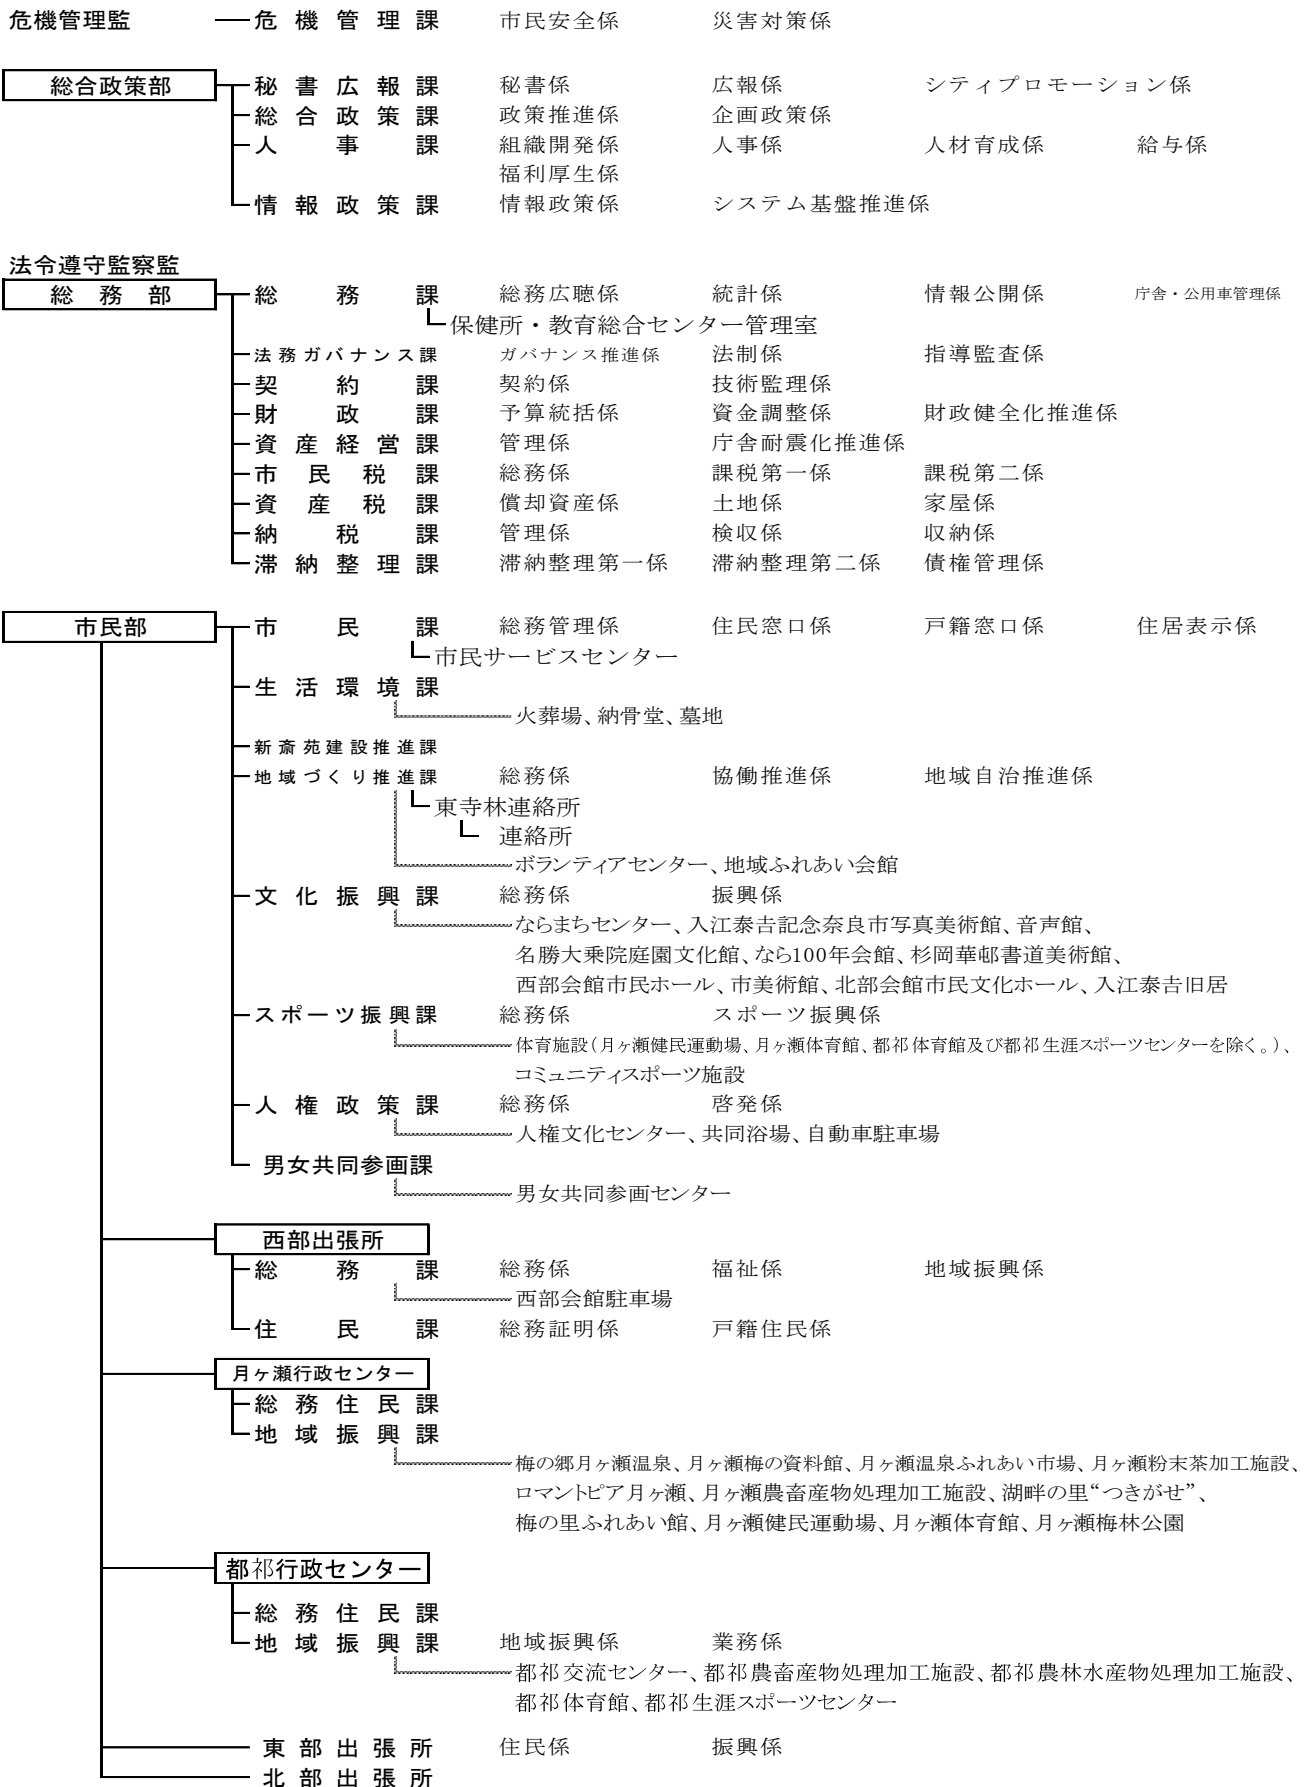 危機管理監 危機管理課 市民安全係 災害対策係
総合政策部 秘書広報課 秘書係 広報係 シティプロモーション係
総合政策課 政策推進係 企画政策係
人事課 組織開発係 人事係 人材育成係 給与係
福利厚生係
情報政策課 情報政策係 システム基盤推進係
法令遵守監察監
総務部 総務課 総務広聴係 統計係 情報公開係 庁舎・公用車管理係
保健所・教育総合センター管理室
法務ガバナンス課 ガバナンス推進係 法制係 指導監査係
契約課 契約係 技術監理係
財政課 予算統括係 資金調整係 財政健全化推進係
資産経営課 管理係 庁舎耐震化推進係
市民税課 総務係 課税第一係 課税第二係
資産税課 償却資産係 土地係 家屋係
納税課 管理係 検収係 収納係
滞納整理課 滞納整理第一係 滞納整理第二係 債権管理係
市民部 市民課 総務管理係 住民窓口係 戸籍窓口係 住居表示係
市民サービスセンター
生活環境課
火葬場、納骨堂、墓地
新斎苑建設推進課
地域づくり推進課 総務係 協働推進係 地域自治推進係
東寺林連絡所
連絡所
ボランティアセンター、地域ふれあい会館
文化振興課 総務係 振興係
ならまちセンター、入江泰𠮷記念奈良市写真美術館、音声館、
名勝大乗院庭園文化館、なら100年会館、杉岡華邨書道美術館、
西部会館市民ホール、市美術館、北部会館市民文化ホール、入江泰𠮷旧居
スポーツ振興課 総務係 スポーツ振興係
体育施設（月ヶ瀬健民運動場、月ヶ瀬体育館、都祁体育館及び都祁生涯スポーツセンターを除く。）、
コミュニティスポーツ施設
人権政策課 総務係 啓発係
人権文化センター、共同浴場、自動車駐車場
男女共同参画課
男女共同参画センター
西部出張所
総務課 総務係 福祉係 地域振興係
西部会館駐車場
住民課 総務証明係 戸籍住民係
月ヶ瀬行政センター
総務住民課
地域振興課
梅の郷月ヶ瀬温泉、月ヶ瀬梅の資料館、月ヶ瀬温泉ふれあい市場、月ヶ瀬粉末茶加工施設、
ロマントピア月ヶ瀬、月ヶ瀬農畜産物処理加工施設、湖畔の里“つきがせ”、
梅の里ふれあい館、月ヶ瀬健民運動場、月ヶ瀬体育館、月ヶ瀬梅林公園
都祁行政センター
総務住民課
地域振興課 地域振興係 業務係
都祁交流センター、都祁農畜産物処理加工施設、都祁農林水産物処理加工施設、
都祁体育館、都祁生涯スポーツセンター
東部出張所 住民係 振興係
北部出張所